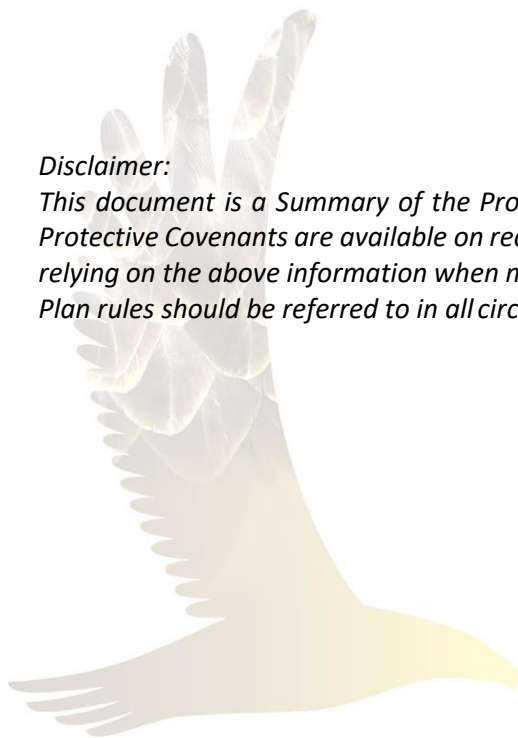 Disclaimer:
This document is a Summary of the Pro
Protective Covenants are available on rec
relying on the above information when m
Plan rules should be referred to in all circ